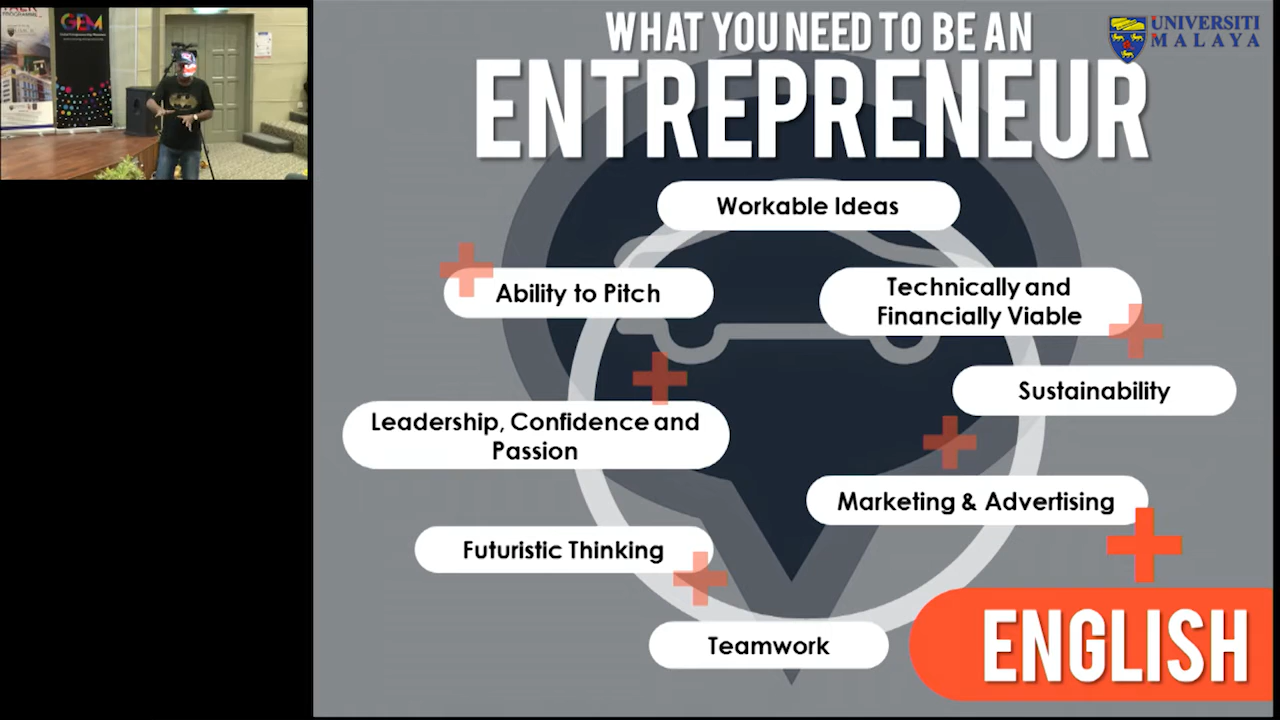 GEM
WHAT YOU NEED TO BE AN
ENTREPRENEUR
UNIVERSITI
MALAYA
Workable Ideas
Ability to Pitch
Technically and
Financially Viable
Sustainability
Leadership, Confidence and
Passion
Marketing & Advertising
Futuristic Thinking
Teamwork
ENGLISH